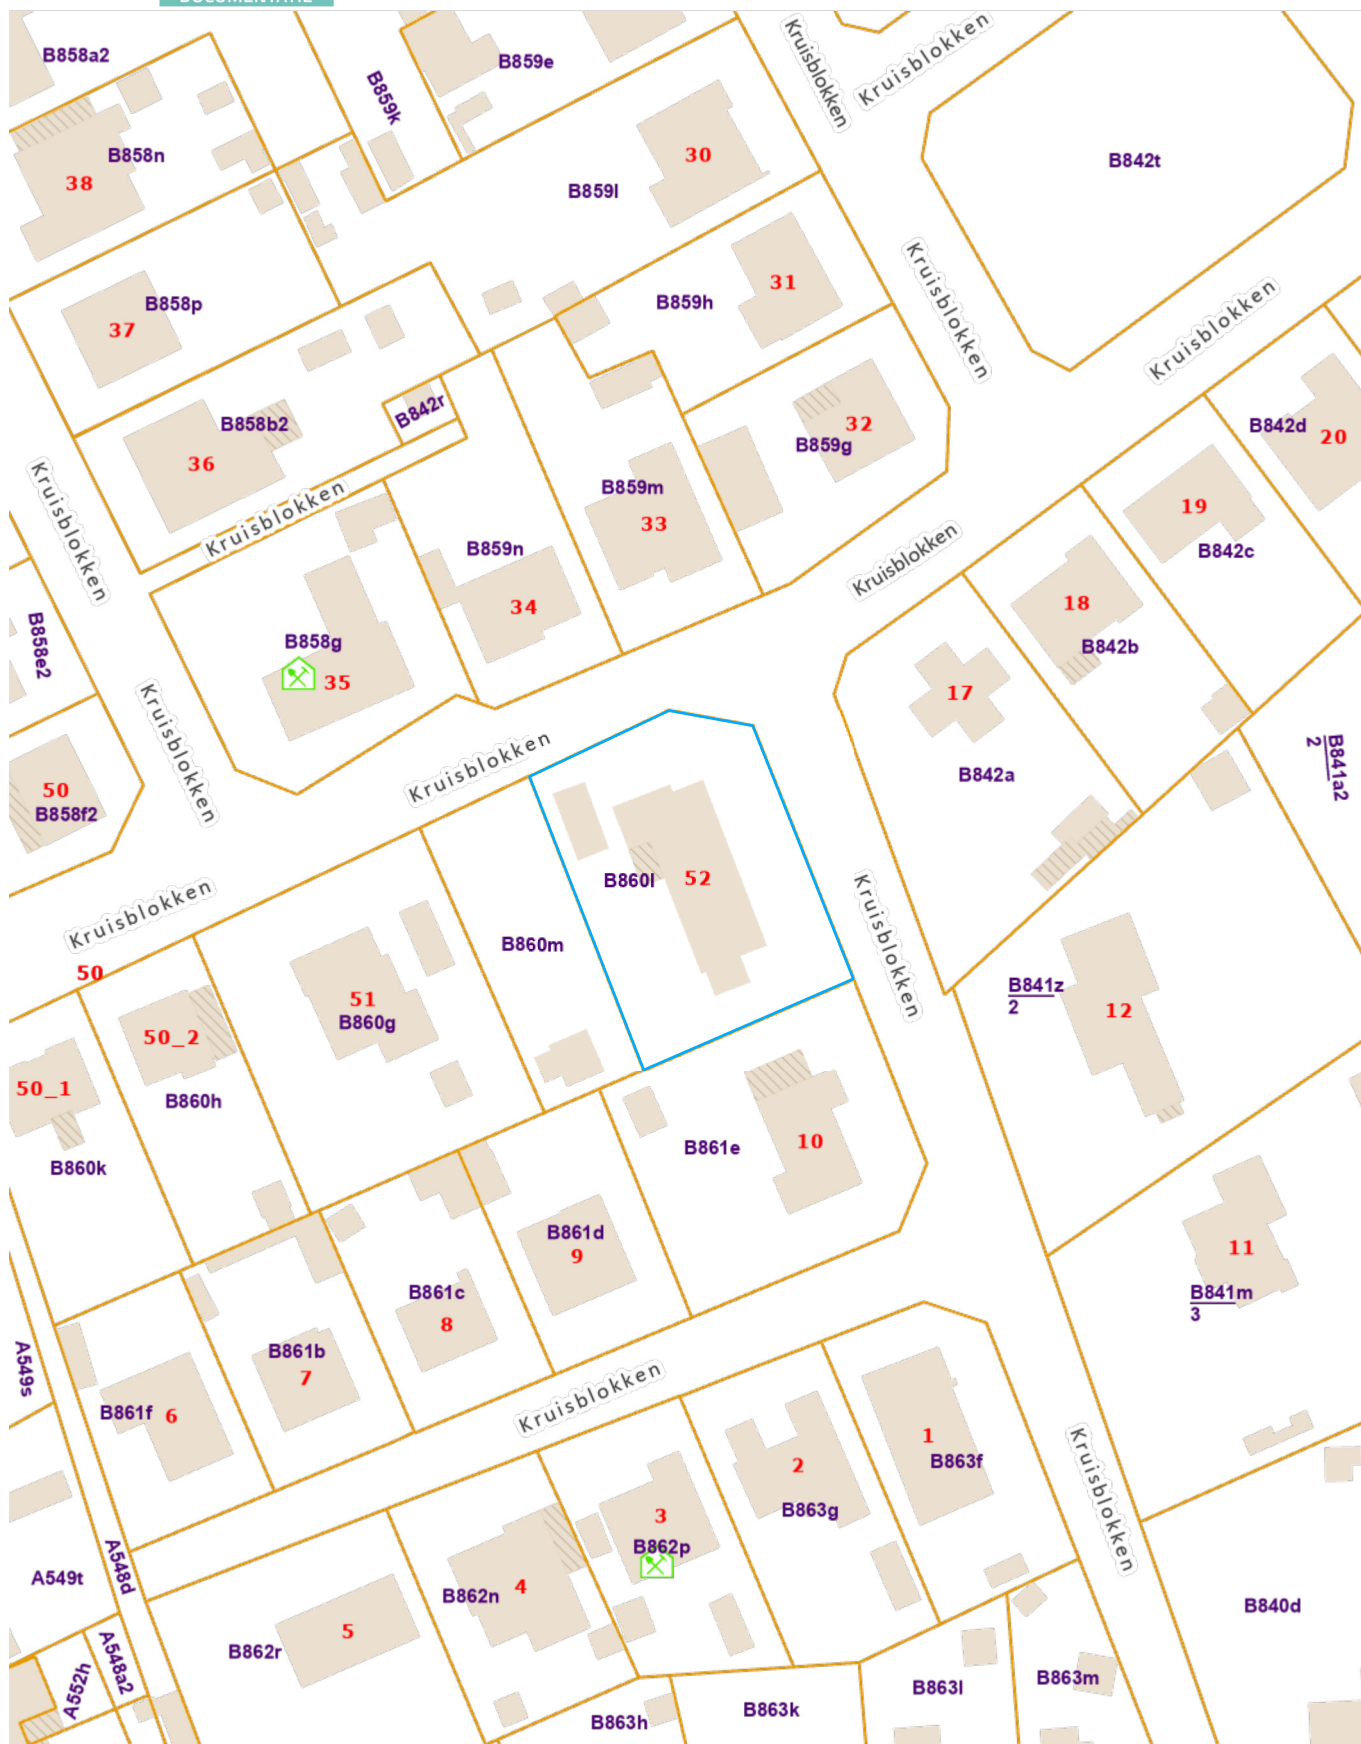 DOCUMENTATIE
B858a2
B859e
B859k
Kruisblokken
Kruisblokken
B858n
38
30
B859l
B842t
B858p
37
B859h
31
Kruisblokken
Kruisblokken
B858b2
36
B842r
B859g
32
B842d
20
Kruisblokken
Kruisblokken
B859m
33
19
B842c
B859n
34
Kruisblokken
18
B842b
B858e2
B858g
35
17
B842a
Kruisblokken
50
B858f2
Kruisblokken
B841a2
2
B860l
52
Kruisblokken
Kruisblokken
B860m
50
51
B860g
50_2
B841z
2
12
50_1
B860h
B860k
B861e
10
B861d
9
11
B841m
3
B861c
8
B861b
7
A549s
B861f
6
Kruisblokken
1
B863f
2
B863g
3
B862p
Kruisblokken
A549t
A548d
B862n
4
B840d
B862r
5
A548a2
A552h
B863h
B863k
B863l
B863m